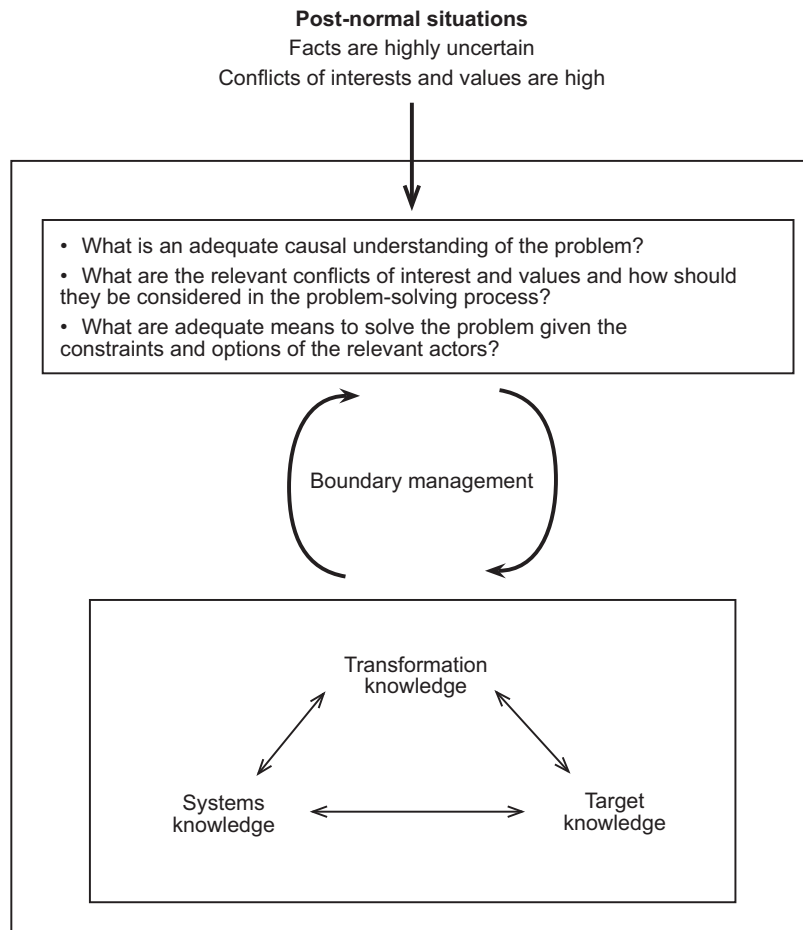 Post-normal situations
Facts are highly uncertain
Conflicts of interests and values are high
• What is an adequate causal understanding of the problem?
• What are the relevant conflicts of interest and values and how should
they be considered in the problem-solving process?
• What are adequate means to solve the problem given the
constraints and options of the relevant actors?
Boundary management
Transformation
knowledge
Systems
knowledge
Target
knowledge